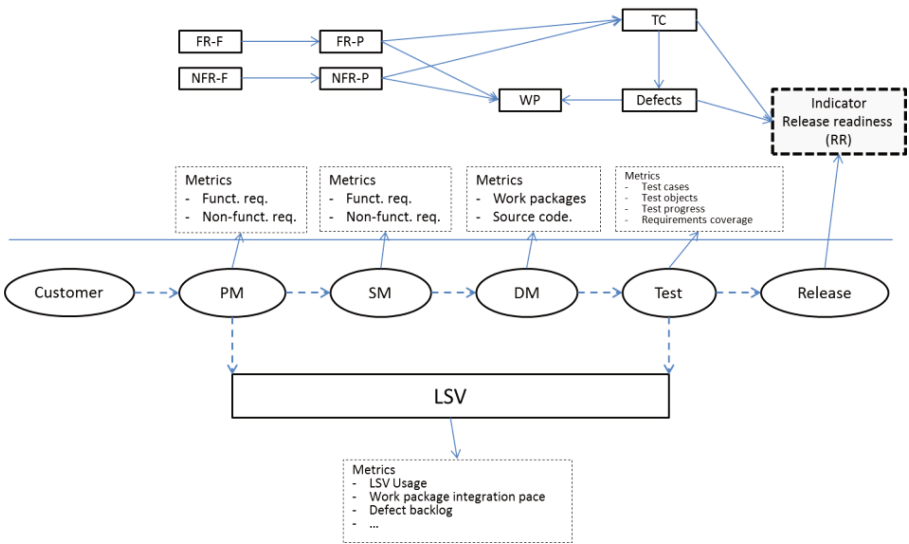 TC
FR-F
FR-P
NFR-F
NFR-P
WP
Defects
Indicator
Release readiness
(RR)
Metrics
- Funct. req.
- Non-funct. req.
Metrics
- Funct. req.
- Non-funct. req.
Metrics
- Work packages
- Source code.
Metrics
- Test cases
- Test objects
- Test progress
- Requirements coverage
Customer
PM
SM
DM
Test
Release
LSV
Metrics
- LSV Usage
- Work package integration pace
- Defect backlog
- ...